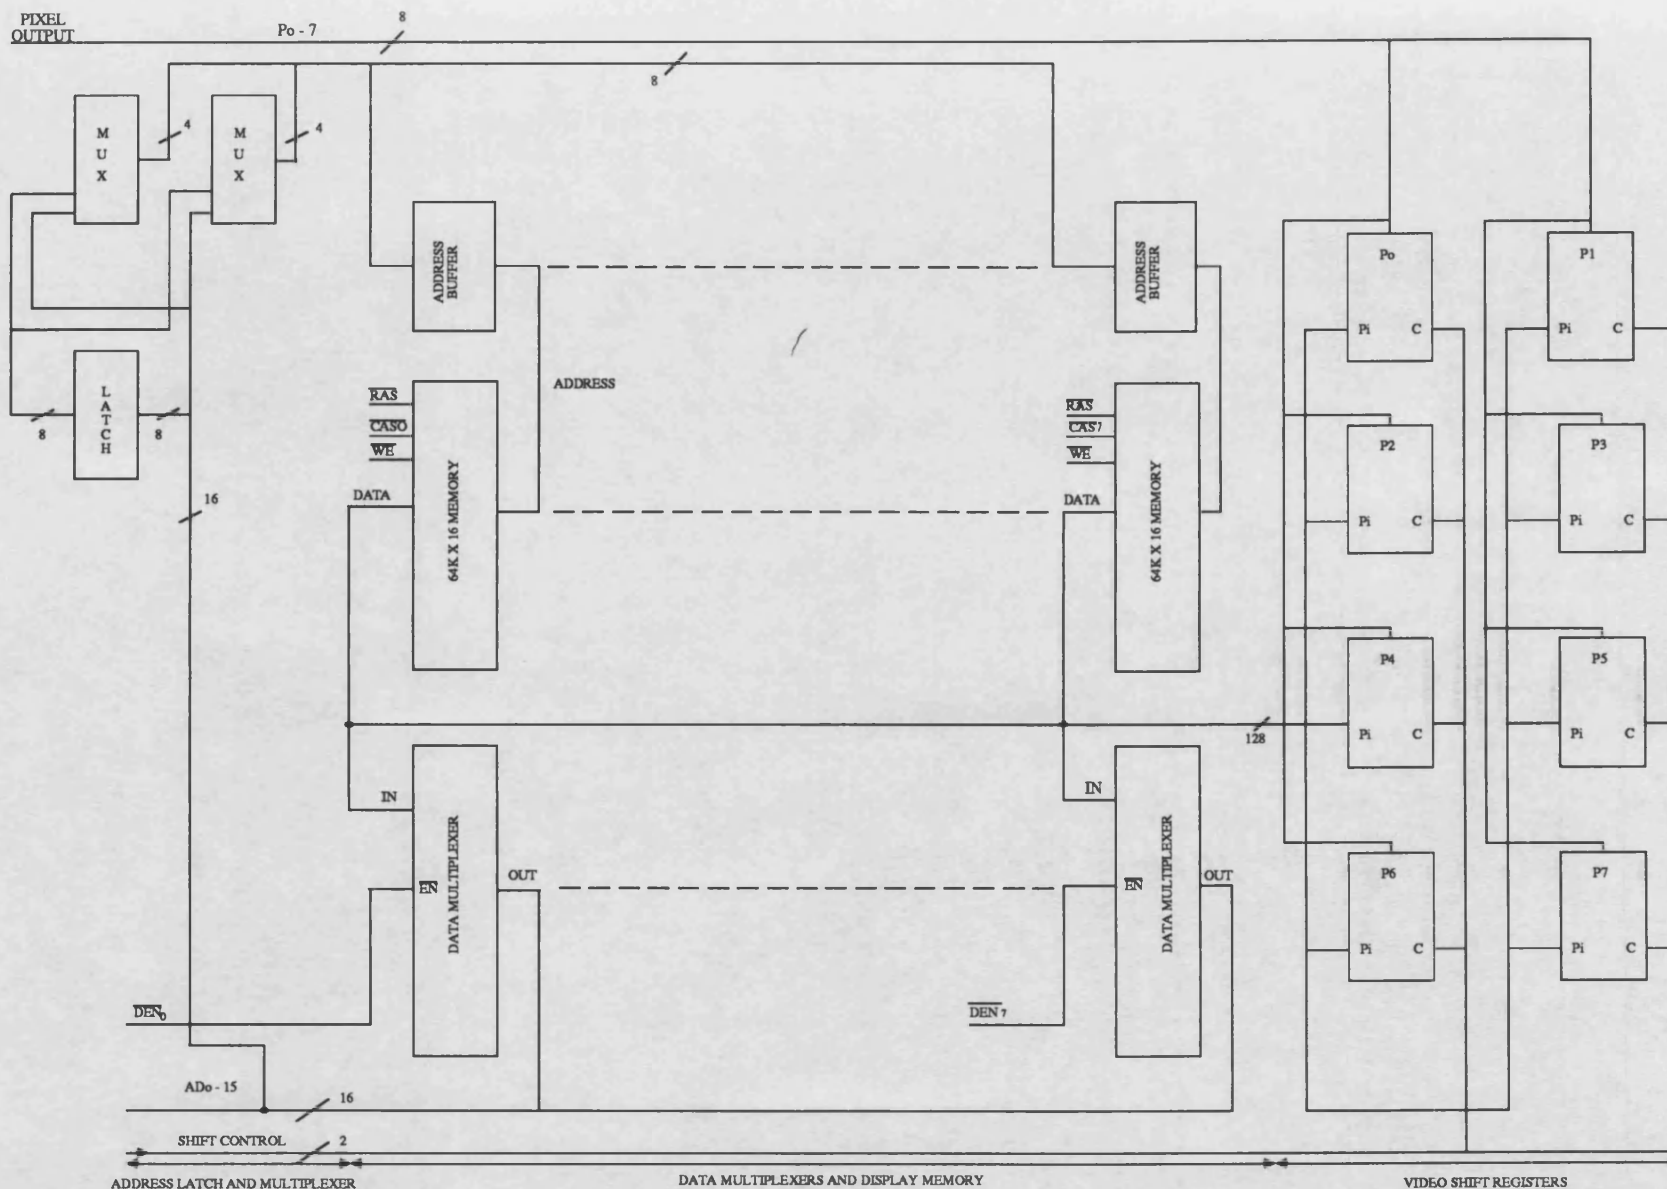 PIXEL
OUTPUT
Po - 7
8
8
M
U
X
4
M
U
X
4
ADDRESS
BUFFER
ADDRESS
BUFFER
Po
Pi C
P1
Pi C
L
A
T
C
H
8
8
16
RAS
CAS0
WE
DATA
64K X 16 MEMORY
ADDRESS
RAS
CAS7
WE
DATA
64K X 16 MEMORY
P2
Pi C
P3
Pi C
P4
Pi C
P5
Pi C
128
IN
EN
OUT
DATA MULTIPLEXER
IN
EN
OUT
DATA MULTIPLEXER
P6
Pi C
P7
Pi C
DEN0
DEN7
ADo - 15
16
SHIFT CONTROL
2
ADDRESS LATCH AND MULTIPLEXER
DATA MULTIPLEXERS AND DISPLAY MEMORY
VIDEO SHIFT REGISTERS